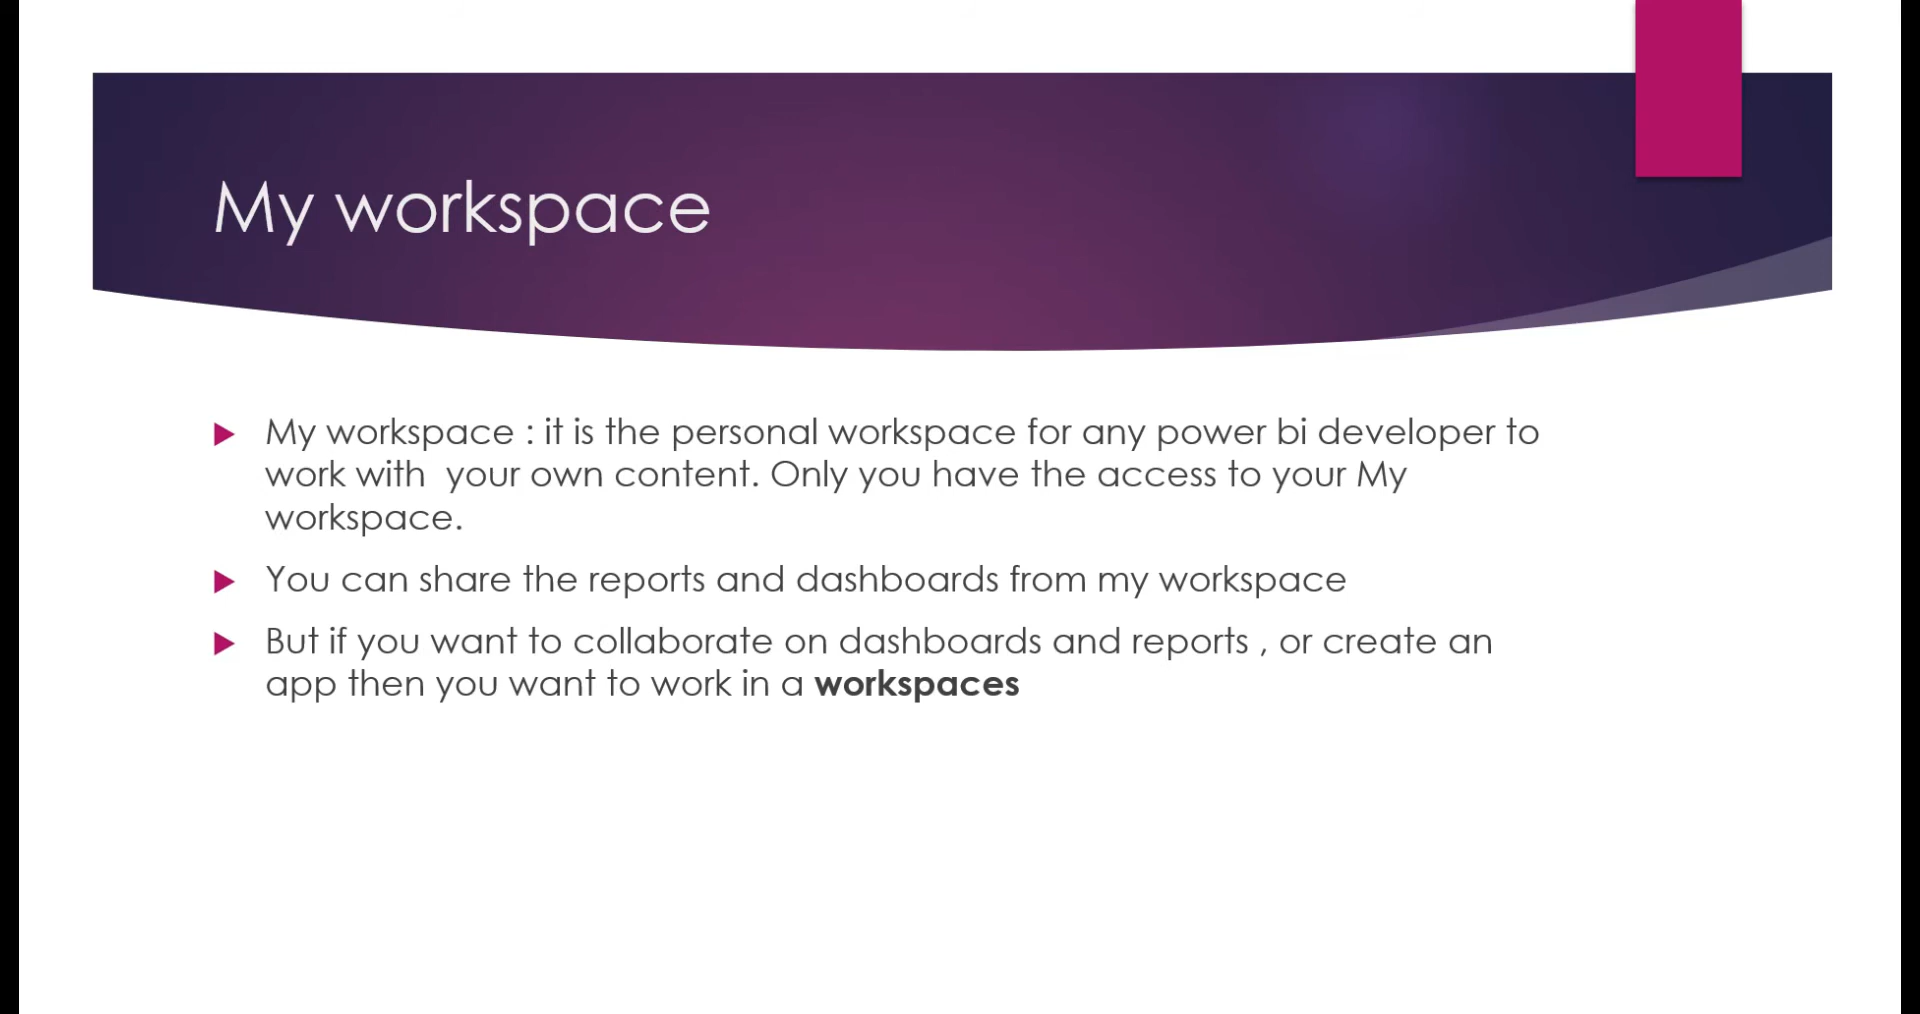 My workspace
My workspace : it is the personal workspace for any power bi developer to
work with  your own content. Only you have the access to your My
workspace.
You can share the reports and dashboards from my workspace
But if you want to collaborate on dashboards and reports , or create an
app then you want to work in a workspaces